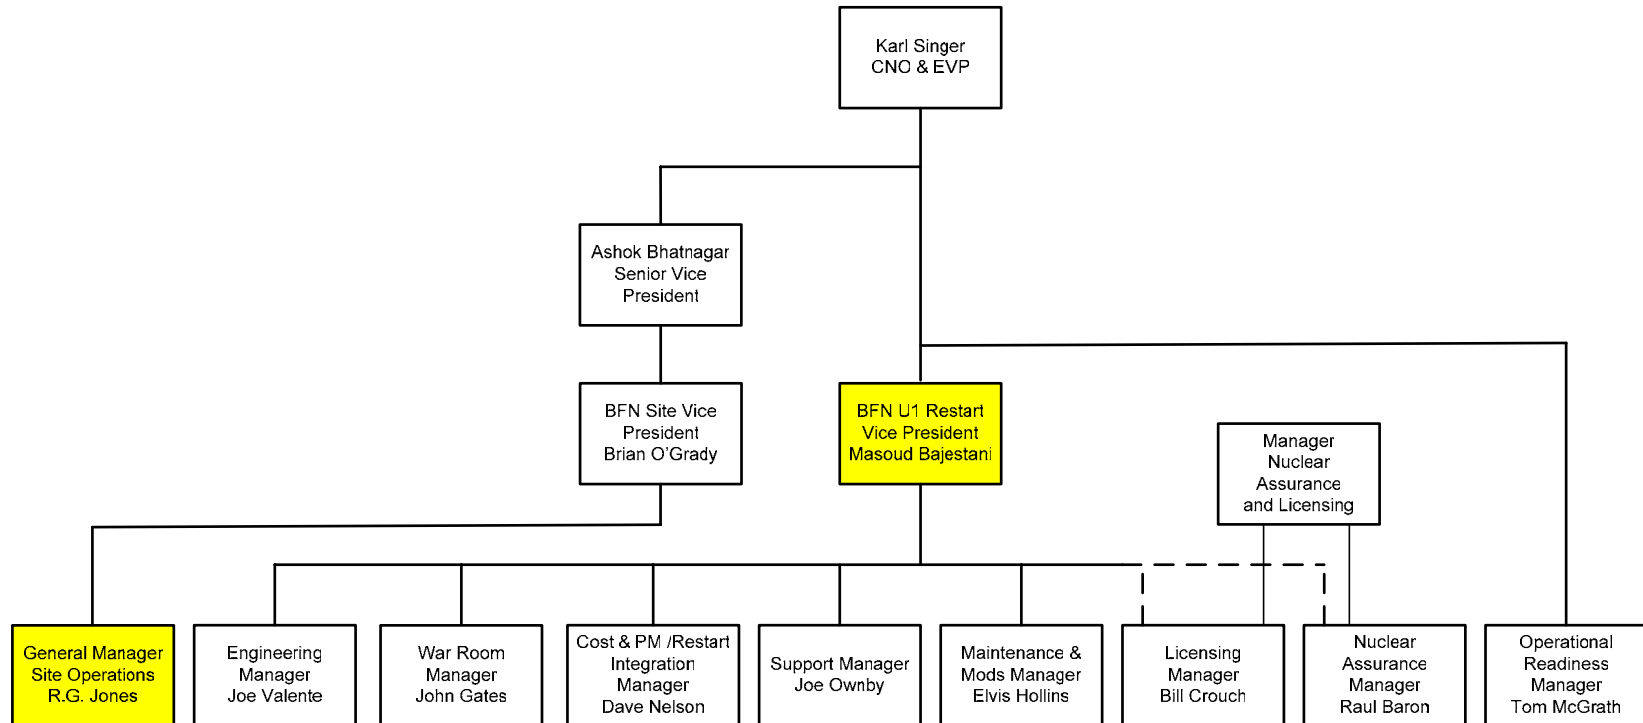 Karl Singer
CNO & EVP
Ashok Bhatnagar
Senior Vice
President
BFN Site Vice
President
Brian O'Grady
BFN U1 Restart
Vice President
Masoud Bajestani
Manager
Nuclear
Assurance
and Licensing
General Manager
Site Operations
R.G. Jones
Engineering
Manager
Joe Valente
War Room
Manager
John Gates
Cost & PM /Restart
Integration
Manager
Dave Nelson
Support Manager
Joe Ownby
Maintenance &
Mods Manager
Elvis Hollins
Licensing
Manager
Bill Crouch
Nuclear
Assurance
Manager
Raul Baron
Operational
Readiness
Manager
Tom McGrath